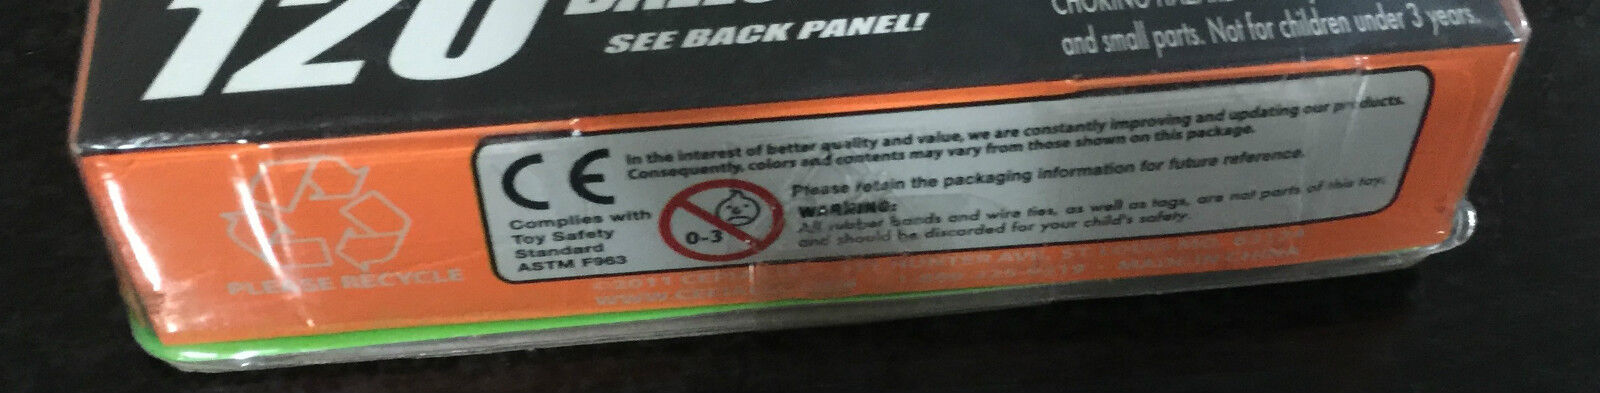 120
SEE BACK PANEL!
and small parts. Not for children under 3 years.
CE
Complies with
Toy Safety
Standard
ASTM F963
In the interest of better quality and value, we are constantly improving and updating our products.
Consequently, colors and contents may vary from those shown on this package.
0-3
Please retain the packaging information for future reference.
WARNING:
All rubber bands and wire ties, as well as tags, are not parts of this toy,
and should be discarded for your child's safety.
PLEASE RECYCLE
©2011
CHINA